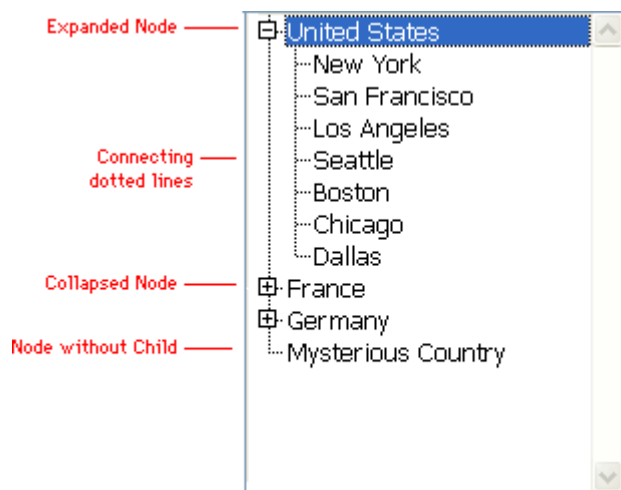 Expanded Node
United States
New York
San Francisco
Los Angeles
Connecting
dotted lines
Seattle
Boston
Chicago
Dallas
Collapsed Node
France
Germany
Node without Child
Mysterious Country